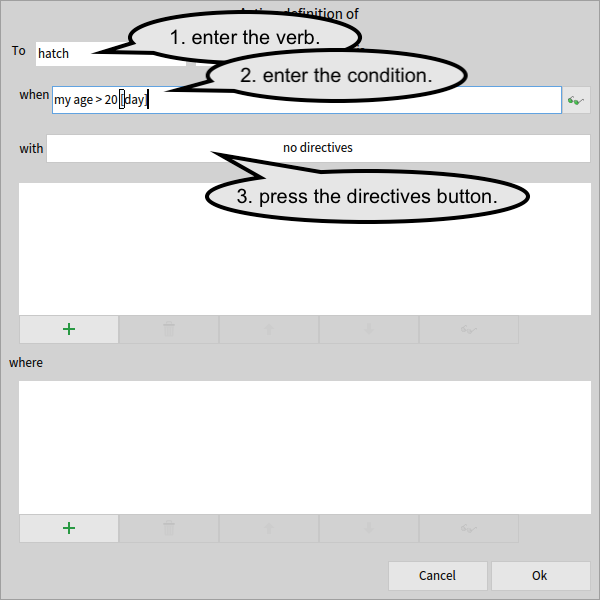 definition of
1. enter the verb.
To hatch
2. enter the condition.
when my age > 20 [day]
with no directives
3. press the directives button.
where
Cancel Ok